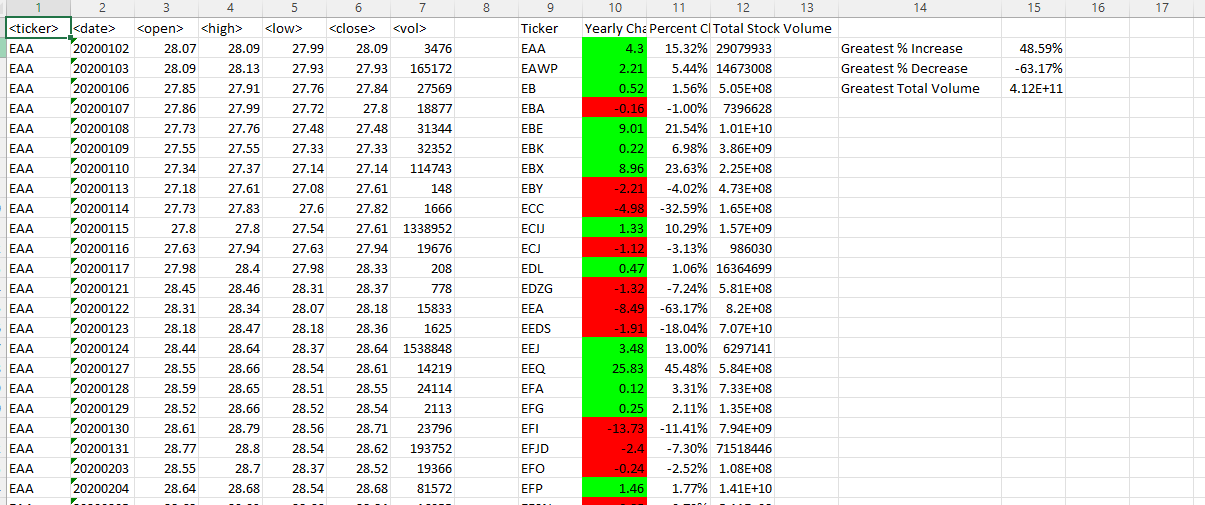 1 2 3 4 5 6 7 8 9 10 11 12 13 14 15 16 17
<ticker> <date> <open> <high> <low> <close> <vol> Ticker Yearly Cha Percent Cl Total Stock Volume
EAA 20200102 28.07 28.09 27.99 28.09 3476 EAA 4.3 15.32% 29079933 Greatest % Increase 48.59%
EAA 20200103 28.09 28.13 27.93 27.93 165172 EAWP 2.21 5.44% 14673008 Greatest % Decrease -63.17%
EAA 20200106 27.85 27.91 27.76 27.84 27569 EB 0.52 1.56% 5.05E+08 Greatest Total Volume 4.12E+11
EAA 20200107 27.86 27.99 27.72 27.8 18877 EBA -0.16 -1.00% 7396628
EAA 20200108 27.73 27.76 27.48 27.48 31344 EBE 9.01 21.54% 1.01E+10
EAA 20200109 27.55 27.55 27.33 27.33 32352 EBK 0.22 6.98% 3.86E+09
EAA 20200110 27.34 27.37 27.14 27.14 114743 EBX 8.96 23.63% 2.25E+08
EAA 20200113 27.18 27.61 27.08 27.61 148 EBY -2.21 -4.02% 4.73E+08
EAA 20200114 27.73 27.83 27.6 27.82 1666 ECC -4.98 -32.59% 1.65E+08
EAA 20200115 27.8 27.8 27.54 27.61 1338952 ECIJ 1.33 10.29% 1.57E+09
EAA 20200116 27.63 27.94 27.63 27.94 19676 ECJ -1.12 -3.13% 986030
EAA 20200117 27.98 28.4 27.98 28.33 208 EDL 0.47 1.06% 16364699
EAA 20200121 28.45 28.46 28.31 28.37 778 EDZG -1.32 -7.24% 5.81E+08
EAA 20200122 28.31 28.34 28.07 28.18 15833 EEA -8.49 -63.17% 8.2E+08
EAA 20200123 28.18 28.47 28.18 28.36 1625 EEDS -1.91 -18.04% 7.07E+10
EAA 20200124 28.44 28.64 28.37 28.64 1538848 EEJ 3.48 13.00% 6297141
EAA 20200127 28.55 28.66 28.54 28.61 14219 EEQ 25.83 45.48% 5.84E+08
EAA 20200128 28.59 28.65 28.51 28.55 24114 EFA 0.12 3.31% 7.33E+08
EAA 20200129 28.52 28.66 28.52 28.54 2113 EFG 0.25 2.11% 1.35E+08
EAA 20200130 28.61 28.79 28.56 28.71 23796 EFI -13.73 -11.41% 7.94E+09
EAA 20200131 28.77 28.8 28.54 28.62 193752 EFJD -2.4 -7.30% 71518446
EAA 20200203 28.55 28.7 28.37 28.52 19366 EFO -0.24 -2.52% 1.08E+08
EAA 20200204 28.64 28.68 28.54 28.68 81572 EFP 1.46 1.77% 1.41E+10